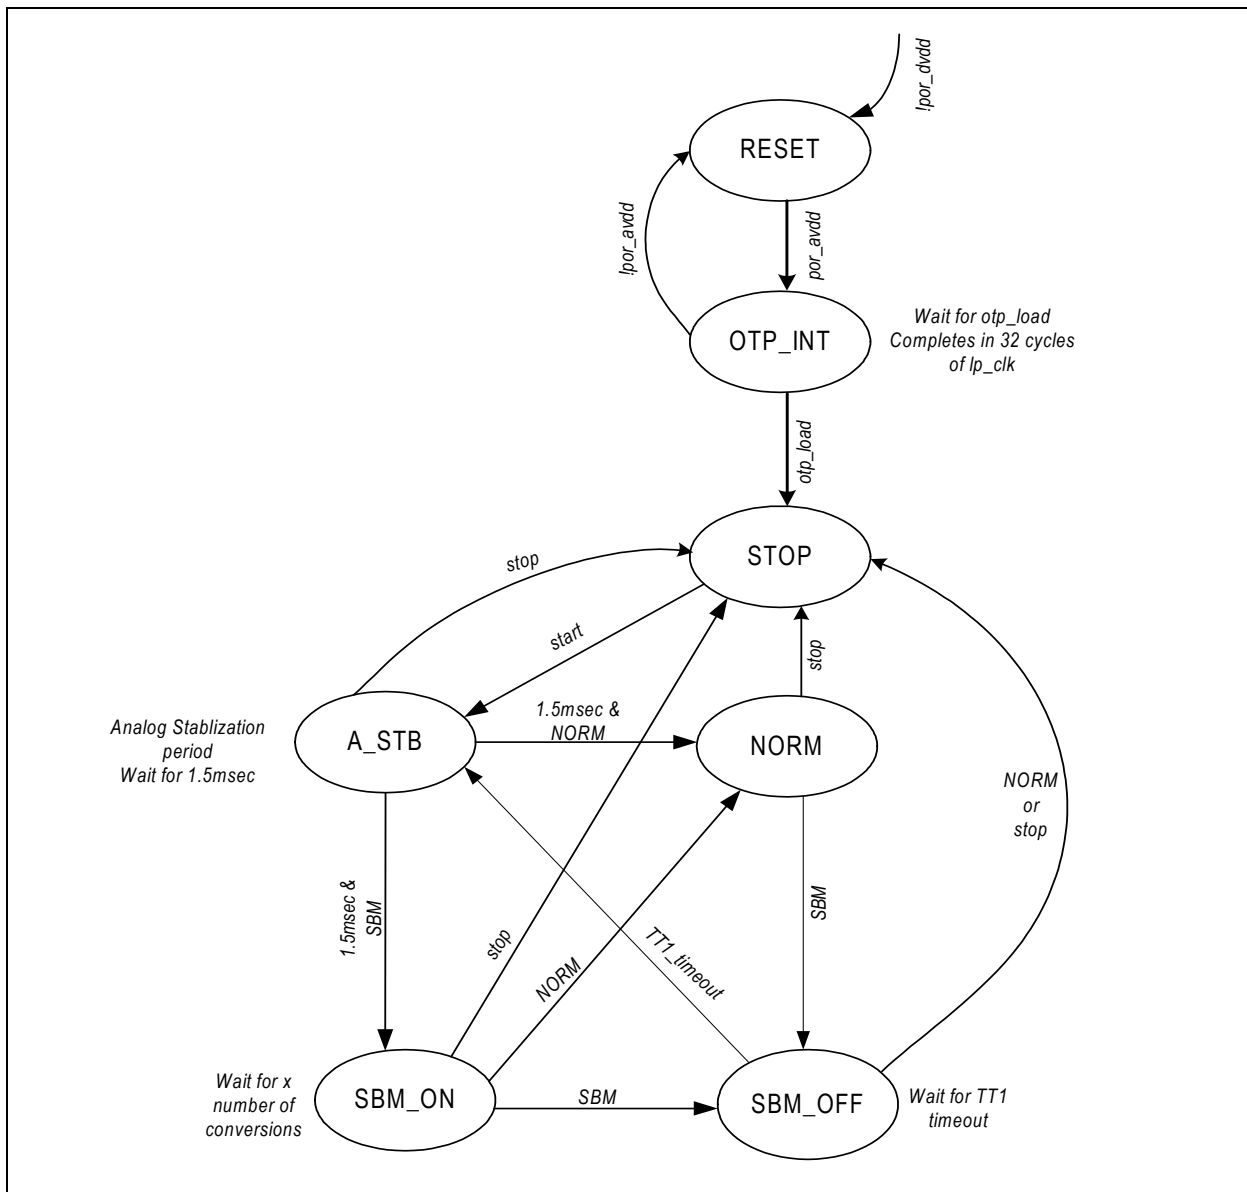 !por_dvdd
RESET
!por_avdd
por_avdd
OTP_INT
Wait for otp_load
Completes in 32 cycles
of lp_clk
otp_load
STOP
stop
start
stop
1.5msec &
NORM
Analog Stablization
period
Wait for 1.5msec
A_STB
NORM
NORM
or
stop
1.5msec &
SBM
stop
NORM
TT1_timeout
SBM
Wait for x
number of
conversions
SBM_ON
SBM
SBM_OFF
Wait for TT1
timeout